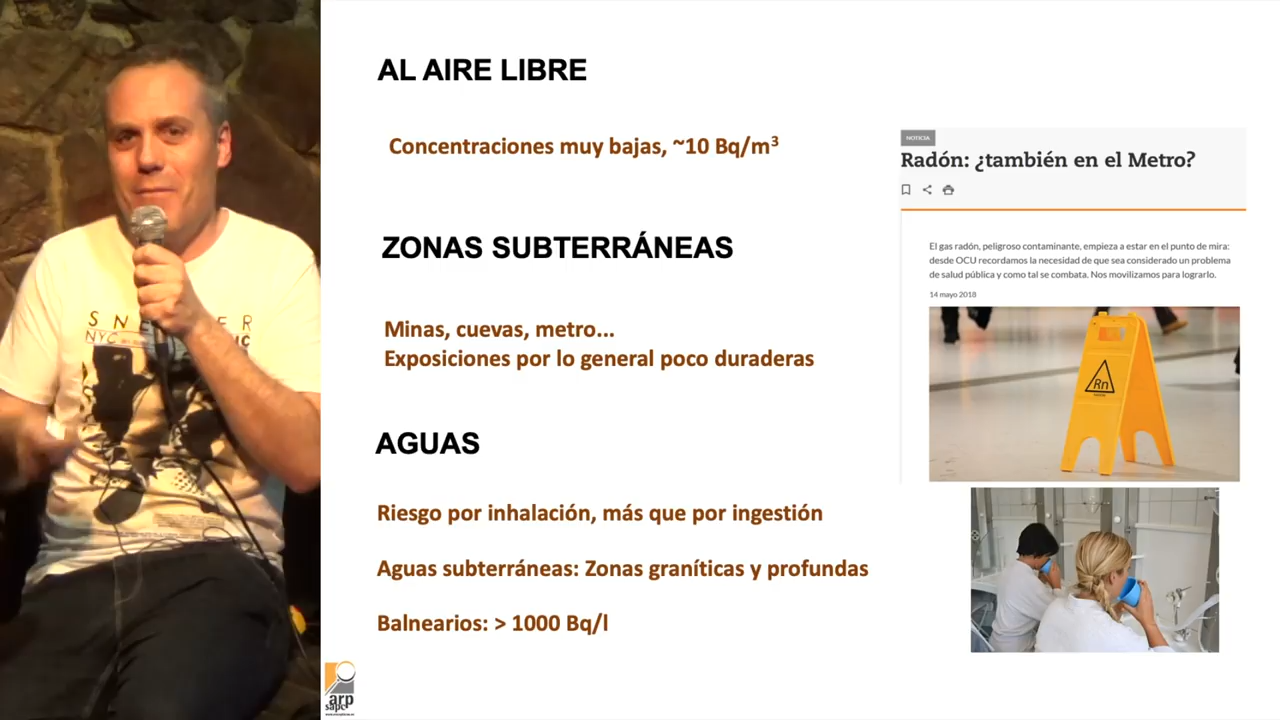 AL AIRE LIBRE
Concentraciones muy bajas, ~10 Bq/m³
ZONAS SUBTERRÁNEAS
Minas, cuevas, metro...
Exposiciones por lo general poco duraderas
AGUAS
Riesgo por inhalación, más que por ingestión
Aguas subterráneas: Zonas graníticas y profundas
Balnearios: > 1000 Bq/l
NOTICIA
Radón: ¿también en el Metro?
El gas radón, peligroso contaminante, empieza a estar en el punto de mira:
desde OCU recordamos la necesidad de que sea considerado un problema
de salud pública y como tal se combata. Nos movilizamos para lograrlo.
14 mayo 2018
Rn
NYC
arp
sapc